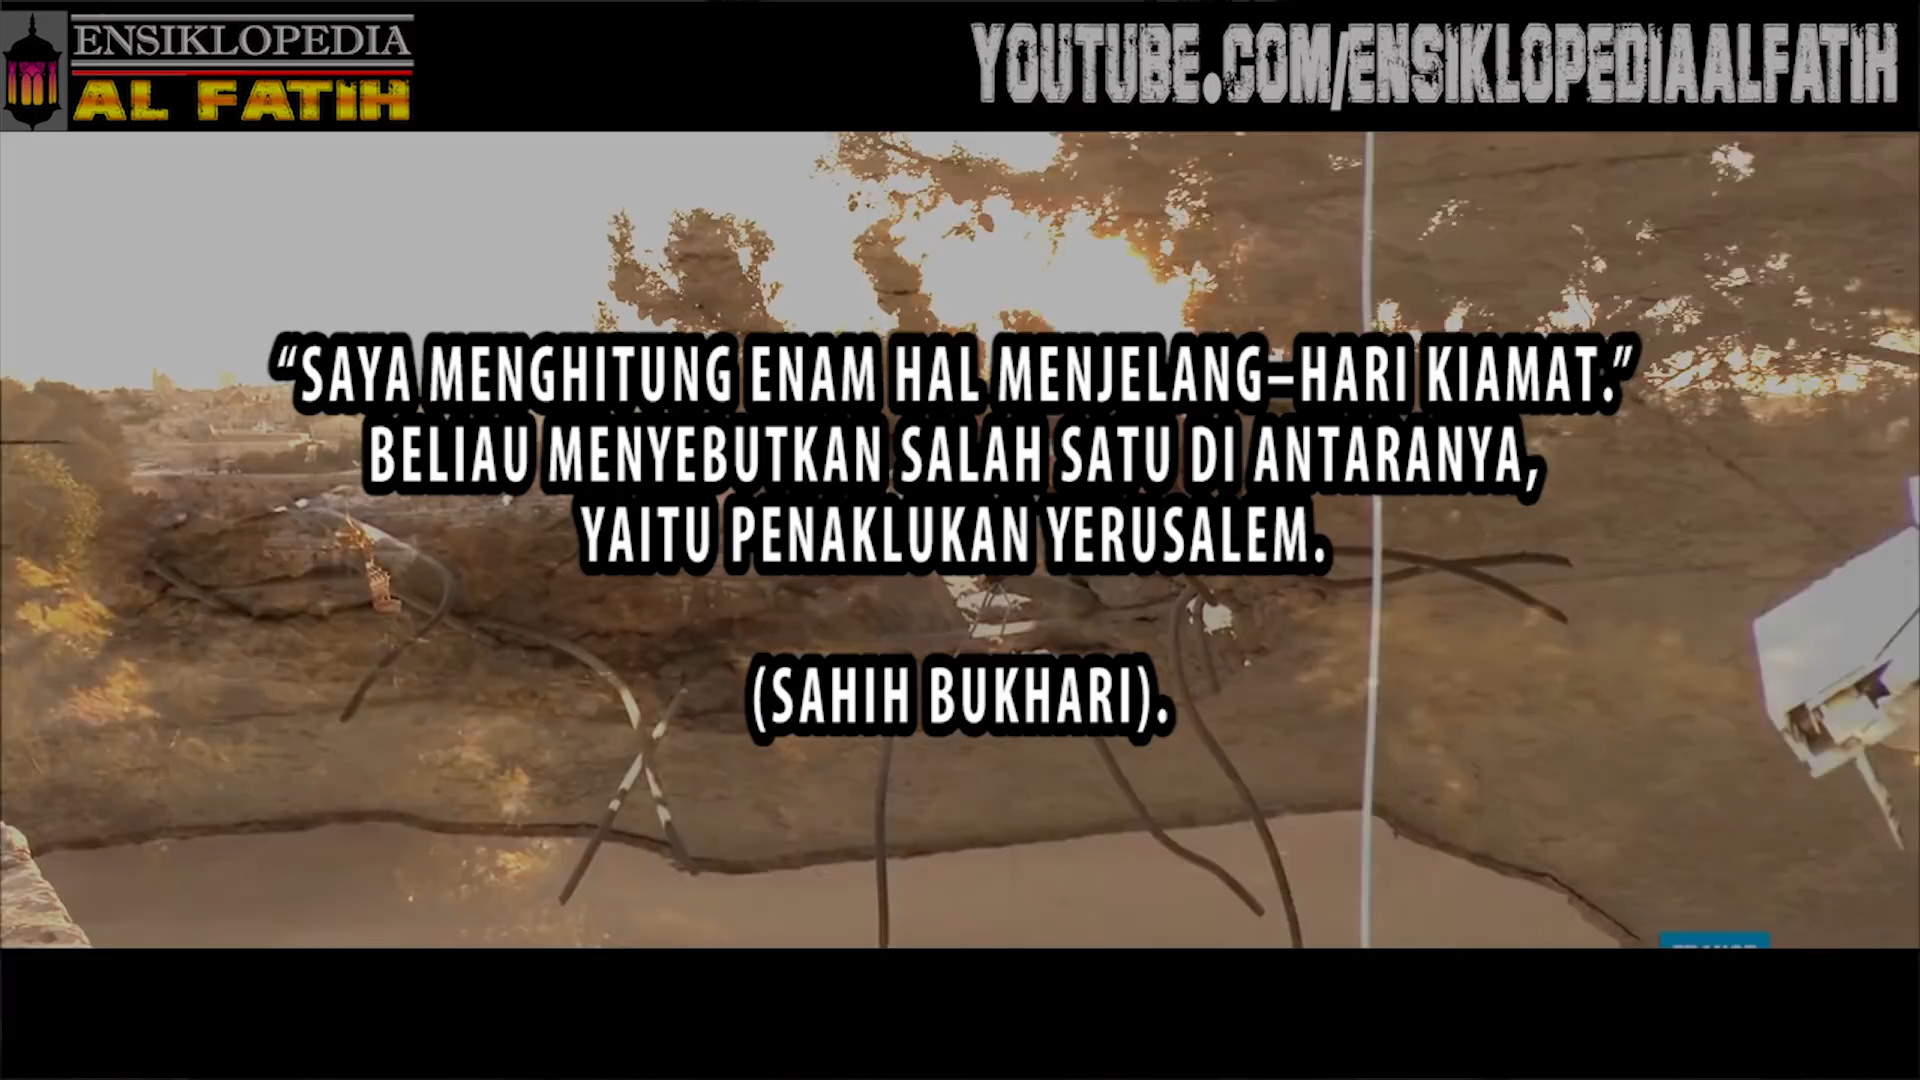 ENSIKLOPEDIA
AL FATIH
YOUTUBE.COM/ENSIKLOPEDIAALFATIH
“SAYA MENGHITUNG ENAM HAL MENJELANG–HARI KIAMAT.”
BELIAU MENYEBUTKAN SALAH SATU DI ANTARANYA,
YAITU PENAKLUKAN YERUSALEM.
(SAHIH BUKHARI).